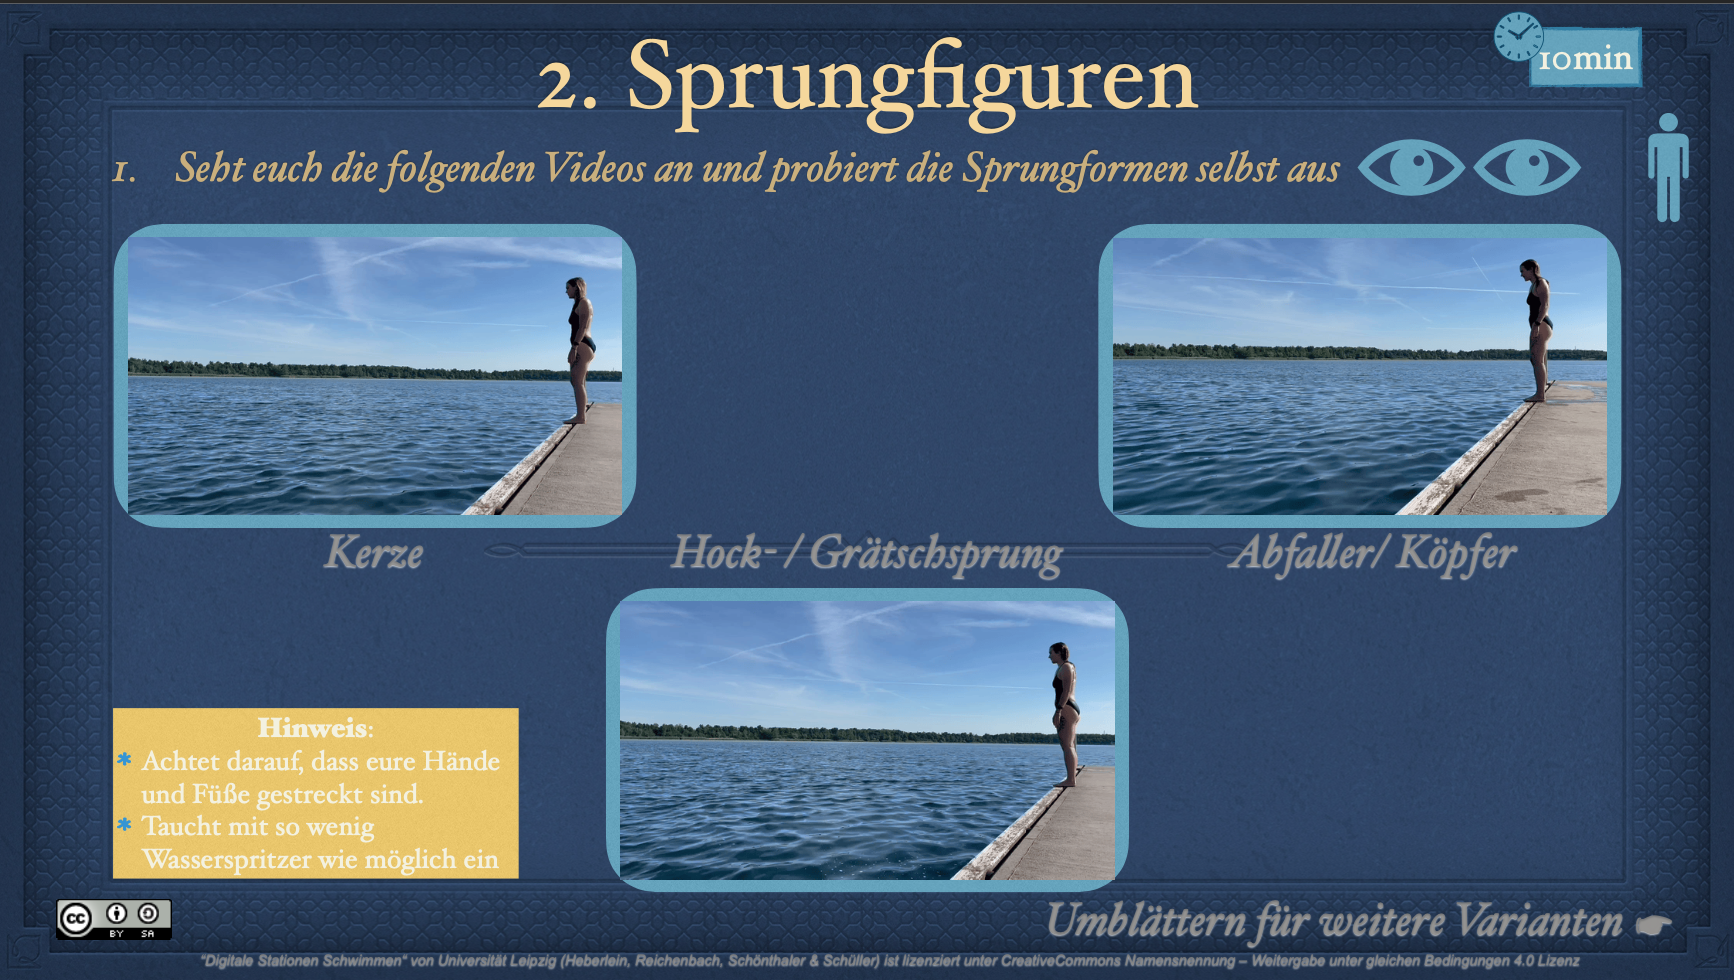 2. Sprungfiguren
10min
1. Seht euch die folgenden Videos an und probiert die Sprungformen selbst aus
Kerze
Hock- / Grätschsprung
Abfaller/ Köpfer
Hinweis:
* Achtet darauf, dass eure Hände
und Füße gestreckt sind.
* Taucht mit so wenig
Wasserspritzer wie möglich ein
Umblättern für weitere Varianten
cc BY SA
"Digitale Stationen Schwimmen" von Universität Leipzig (Heberlein, Reichenbach, Schönthaler & Schüller) ist lizenziert unter CreativeCommons Namensnennung – Weitergabe unter gleichen Bedingungen 4.0 Lizenz